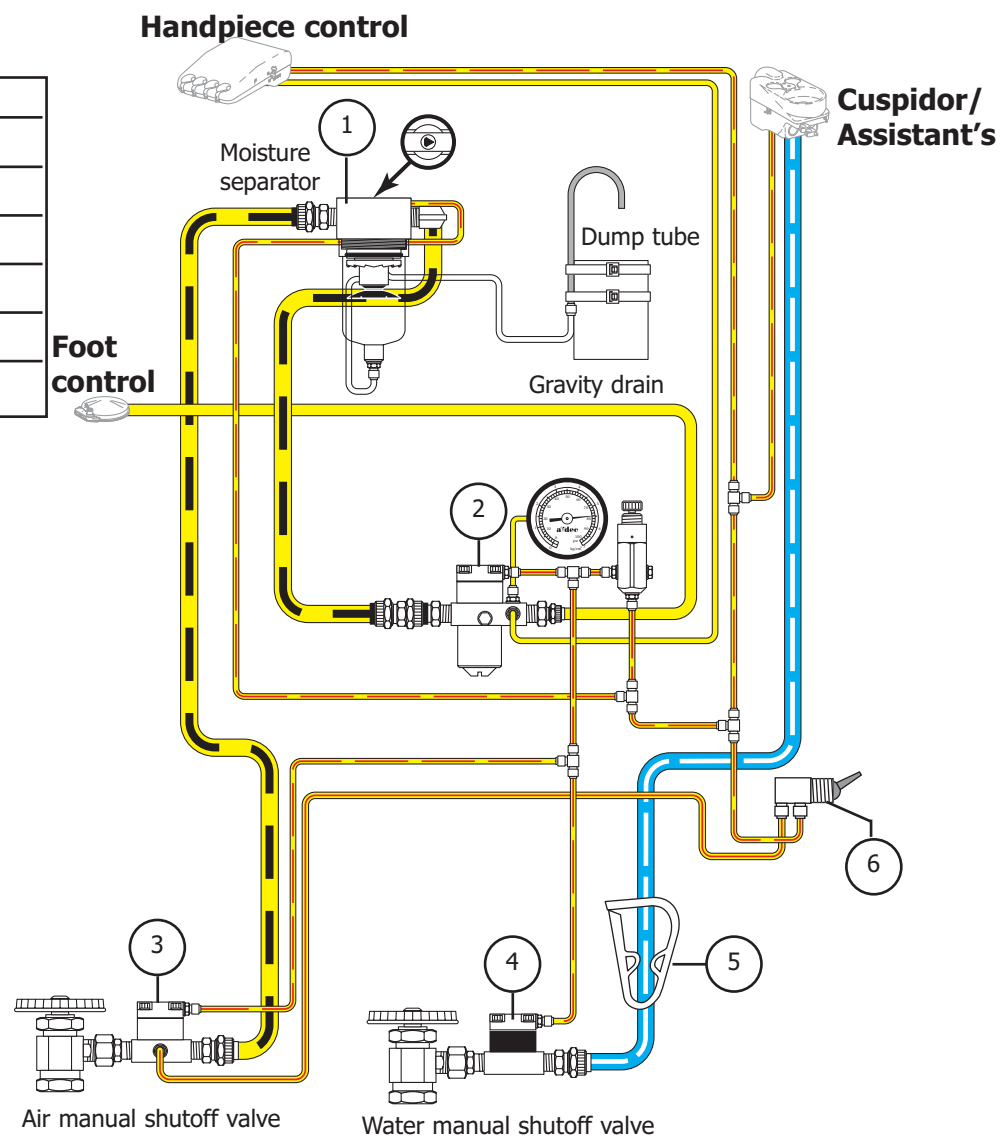 Handpiece control
Cuspidor/
Assistant's
1
Moisture
separator
Dump tube
Gravity drain
Foot
control
2
a dec
6
3
4
5
Air manual shutoff valve
Water manual shutoff valve